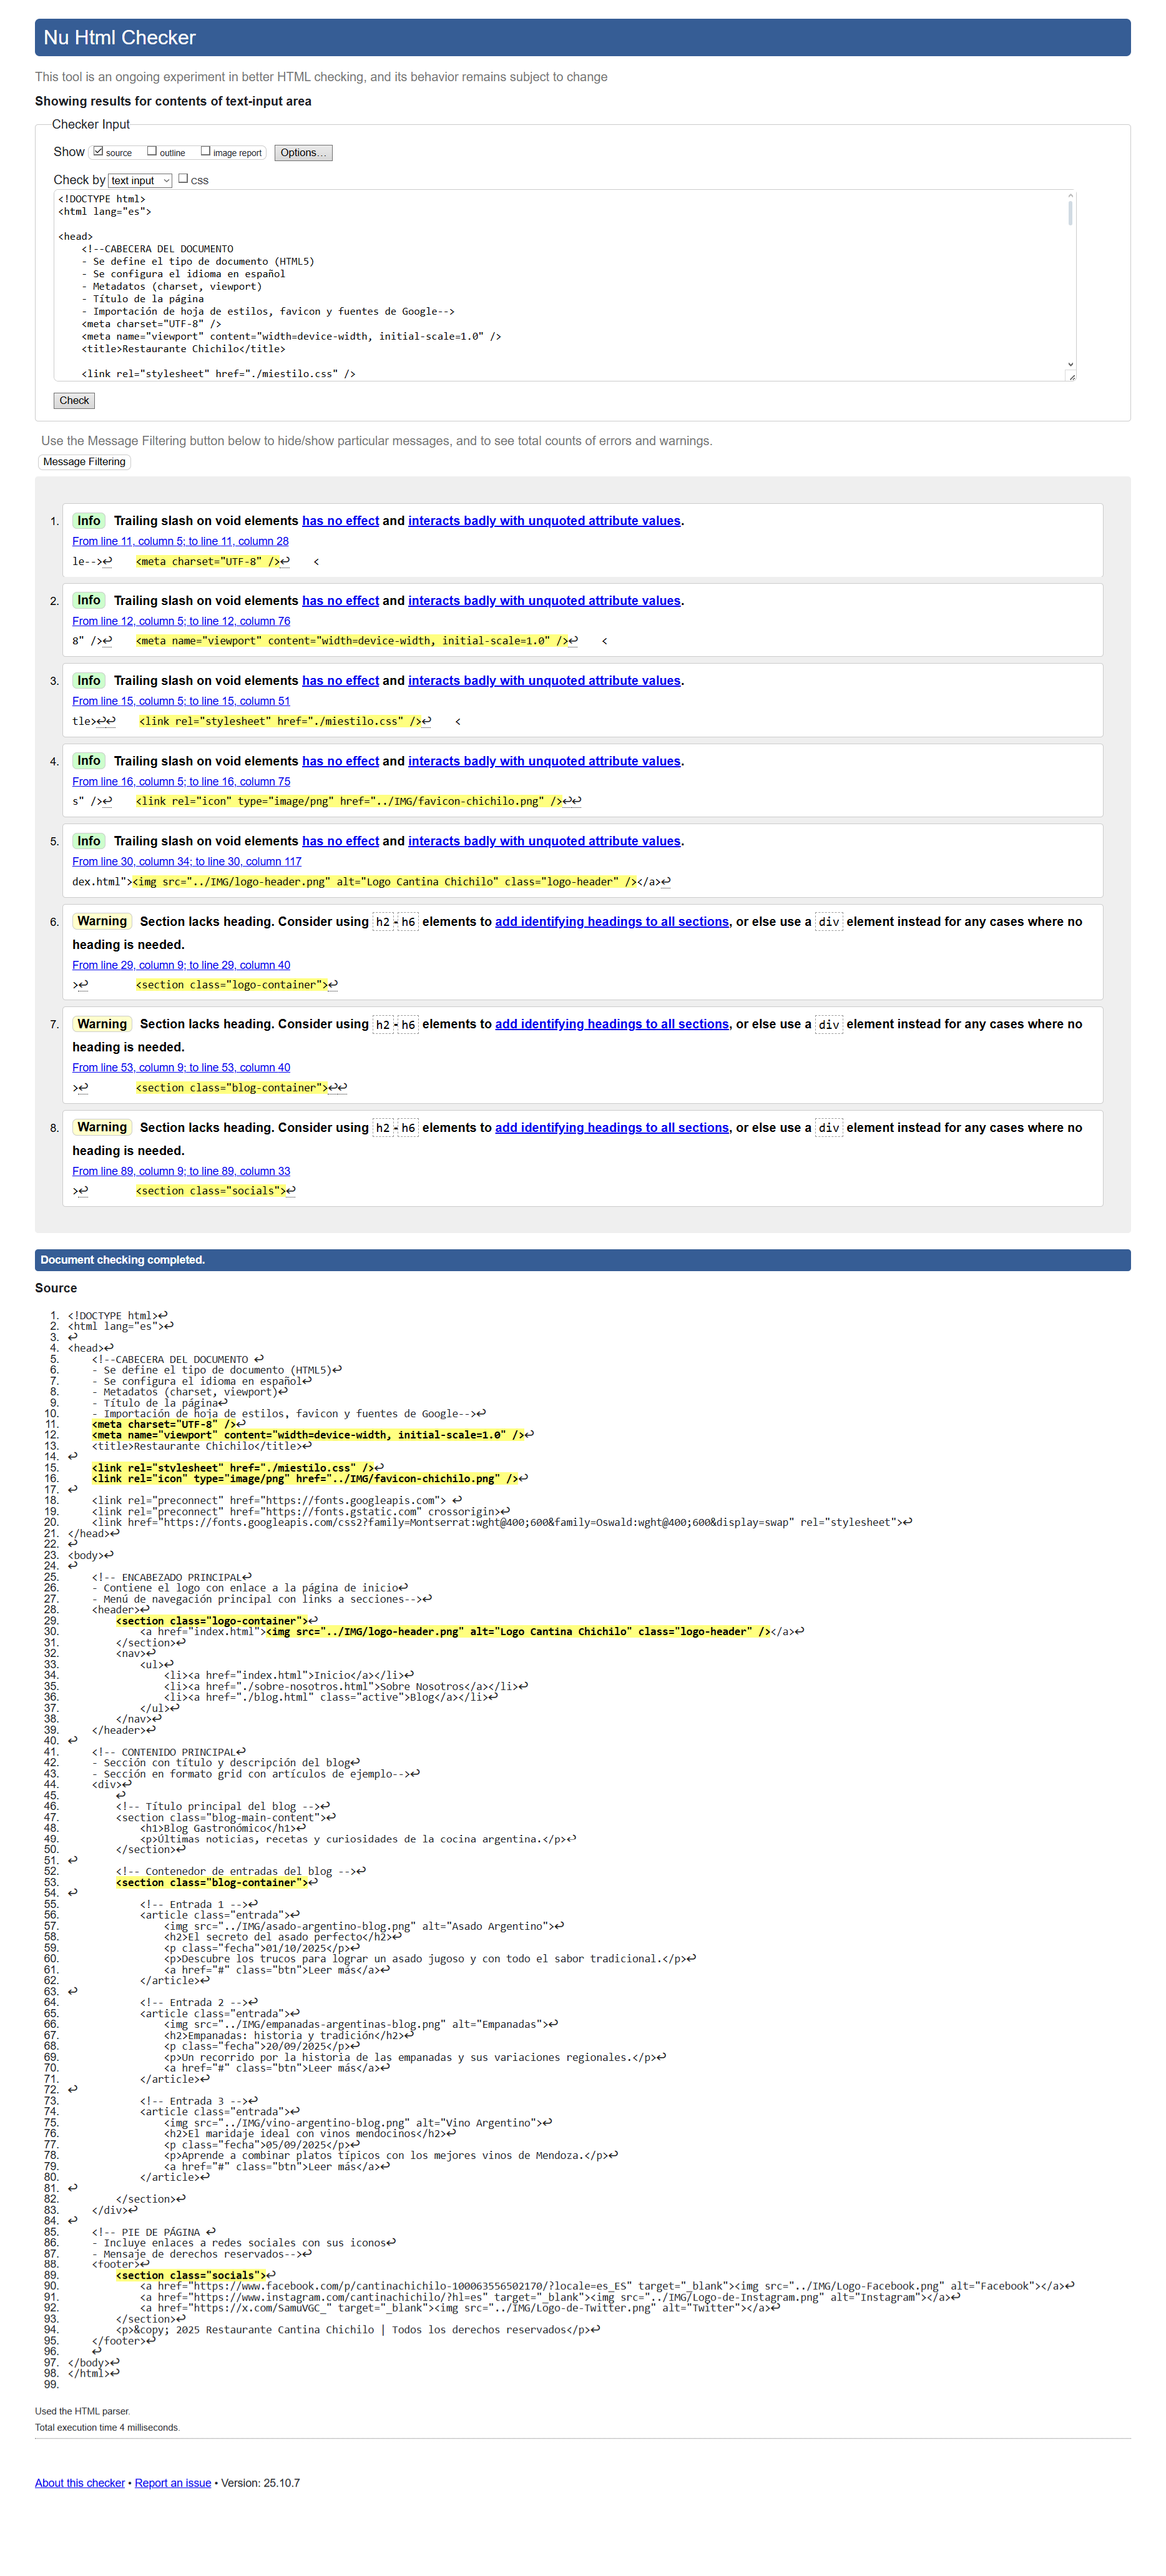 Nu Html Checker
This tool is an ongoing experiment in better HTML checking, and its behavior remains subject to change
Showing results for contents of text-input area
Checker Input
Show source outline image report Options…
Check by text input CSS
<!DOCTYPE html>
<html lang="es">
<head>
    <!--CABECERA DEL DOCUMENTO
    - Se define el tipo de documento (HTML5)
    - Se configura el idioma en español
    - Metadatos (charset, viewport)
    - Título de la página
    - Importación de hoja de estilos, favicon y fuentes de Google-->
    <meta charset="UTF-8" />
    <meta name="viewport" content="width=device-width, initial-scale=1.0" />
    <title>Restaurante Chichilo</title>
    <link rel="stylesheet" href="./miestilo.css" />
Check
Use the Message Filtering button below to hide/show particular messages, and to see total counts of errors and warnings.
Message Filtering
1. Info Trailing slash on void elements has no effect and interacts badly with unquoted attribute values.
From line 11, column 5; to line 11, column 28
le-->↩    <meta charset="UTF-8" />↩    <
2. Info Trailing slash on void elements has no effect and interacts badly with unquoted attribute values.
From line 12, column 5; to line 12, column 76
8" />↩    <meta name="viewport" content="width=device-width, initial-scale=1.0" />↩    <
3. Info Trailing slash on void elements has no effect and interacts badly with unquoted attribute values.
From line 15, column 5; to line 15, column 51
tle>↩↩    <link rel="stylesheet" href="./miestilo.css" />↩    <
4. Info Trailing slash on void elements has no effect and interacts badly with unquoted attribute values.
From line 16, column 5; to line 16, column 75
s" />↩    <link rel="icon" type="image/png" href="../IMG/favicon-chichilo.png" />↩↩
5. Info Trailing slash on void elements has no effect and interacts badly with unquoted attribute values.
From line 30, column 34; to line 30, column 117
dex.html"><img src="../IMG/logo-header.png" alt="Logo Cantina Chichilo" class="logo-header" /></a>↩
6. Warning Section lacks heading. Consider using h2-h6 elements to add identifying headings to all sections, or else use a div element instead for any cases where no
heading is needed.
From line 29, column 9; to line 29, column 40
>↩        <section class="logo-container">↩
7. Warning Section lacks heading. Consider using h2-h6 elements to add identifying headings to all sections, or else use a div element instead for any cases where no
heading is needed.
From line 53, column 9; to line 53, column 40
>↩        <section class="blog-container">↩↩
8. Warning Section lacks heading. Consider using h2-h6 elements to add identifying headings to all sections, or else use a div element instead for any cases where no
heading is needed.
From line 89, column 9; to line 89, column 33
>↩        <section class="socials">↩
Document checking completed.
Source
1. <!DOCTYPE html>↩
2. <html lang="es">↩
3. ↩
4. <head>↩
5.     <!--CABECERA DEL DOCUMENTO ↩
6.     - Se define el tipo de documento (HTML5)↩
7.     - Se configura el idioma en español↩
8.     - Metadatos (charset, viewport)↩
9.     - Título de la página↩
10.     - Importación de hoja de estilos, favicon y fuentes de Google-->↩
11.     <meta charset="UTF-8" />↩
12.     <meta name="viewport" content="width=device-width, initial-scale=1.0" />↩
13.     <title>Restaurante Chichilo</title>↩
14. ↩
15.     <link rel="stylesheet" href="./miestilo.css" />↩
16.     <link rel="icon" type="image/png" href="../IMG/favicon-chichilo.png" />↩
17. ↩
18.     <link rel="preconnect" href="https://fonts.googleapis.com"> ↩
19.     <link rel="preconnect" href="https://fonts.gstatic.com" crossorigin>↩
20.     <link href="https://fonts.googleapis.com/css2?family=Montserrat:wght@400;600&family=Oswald:wght@400;600&display=swap" rel="stylesheet">↩
21. </head>↩
22. ↩
23. <body>↩
24. ↩
25.     <!-- ENCABEZADO PRINCIPAL↩
26.     - Contiene el logo con enlace a la página de inicio↩
27.     - Menú de navegación principal con links a secciones-->↩
28.     <header>↩
29.         <section class="logo-container">↩
30.             <a href="index.html"><img src="../IMG/logo-header.png" alt="Logo Cantina Chichilo" class="logo-header" /></a>↩
31.         </section>↩
32.         <nav>↩
33.             <ul>↩
34.                 <li><a href="index.html">Inicio</a></li>↩
35.                 <li><a href="./sobre-nosotros.html">Sobre Nosotros</a></li>↩
36.                 <li><a href="./blog.html" class="active">Blog</a></li>↩
37.             </ul>↩
38.         </nav>↩
39.     </header>↩
40. ↩
41.     <!-- CONTENIDO PRINCIPAL↩
42.     - Sección con título y descripción del blog↩
43.     - Sección en formato grid con artículos de ejemplo-->↩
44.     <div>↩
45.         ↩
46.         <!-- Título principal del blog -->↩
47.         <section class="blog-main-content">↩
48.             <h1>Blog Gastronómico</h1>↩
49.             <p>Últimas noticias, recetas y curiosidades de la cocina argentina.</p>↩
50.         </section>↩
51. ↩
52.         <!-- Contenedor de entradas del blog -->↩
53.         <section class="blog-container">↩
54. ↩
55.             <!-- Entrada 1 -->↩
56.             <article class="entrada">↩
57.                 <img src="../IMG/asado-argentino-blog.png" alt="Asado Argentino">↩
58.                 <h2>El secreto del asado perfecto</h2>↩
59.                 <p class="fecha">01/10/2025</p>↩
60.                 <p>Descubre los trucos para lograr un asado jugoso y con todo el sabor tradicional.</p>↩
61.                 <a href="#" class="btn">Leer más</a>↩
62.             </article>↩
63. ↩
64.             <!-- Entrada 2 -->↩
65.             <article class="entrada">↩
66.                 <img src="../IMG/empanadas-argentinas-blog.png" alt="Empanadas">↩
67.                 <h2>Empanadas: historia y tradición</h2>↩
68.                 <p class="fecha">20/09/2025</p>↩
69.                 <p>Un recorrido por la historia de las empanadas y sus variaciones regionales.</p>↩
70.                 <a href="#" class="btn">Leer más</a>↩
71.             </article>↩
72. ↩
73.             <!-- Entrada 3 -->↩
74.             <article class="entrada">↩
75.                 <img src="../IMG/vino-argentino-blog.png" alt="Vino Argentino">↩
76.                 <h2>El maridaje ideal con vinos mendocinos</h2>↩
77.                 <p class="fecha">05/09/2025</p>↩
78.                 <p>Aprende a combinar platos típicos con los mejores vinos de Mendoza.</p>↩
79.                 <a href="#" class="btn">Leer más</a>↩
80.             </article>↩
81. ↩
82.         </section>↩
83.     </div>↩
84. ↩
85.     <!-- PIE DE PÁGINA ↩
86.     - Incluye enlaces a redes sociales con sus iconos↩
87.     - Mensaje de derechos reservados-->↩
88.     <footer>↩
89.         <section class="socials">↩
90.             <a href="https://www.facebook.com/p/cantinachichilo-100063556502170/?locale=es_ES" target="_blank"><img src="../IMG/Logo-Facebook.png" alt="Facebook"></a>↩
91.             <a href="https://www.instagram.com/cantinachichilo/?hl=es" target="_blank"><img src="../IMG/Logo-de-Instagram.png" alt="Instagram"></a>↩
92.             <a href="https://x.com/SamuVGC_" target="_blank"><img src="../IMG/Logo-de-Twitter.png" alt="Twitter"></a>↩
93.         </section>↩
94.         <p>&copy; 2025 Restaurante Cantina Chichilo | Todos los derechos reservados</p>↩
95.     </footer>↩
96.     ↩
97. </body>↩
98. </html>↩
99.
Used the HTML parser.
Total execution time 4 milliseconds.
About this checker • Report an issue • Version: 25.10.7